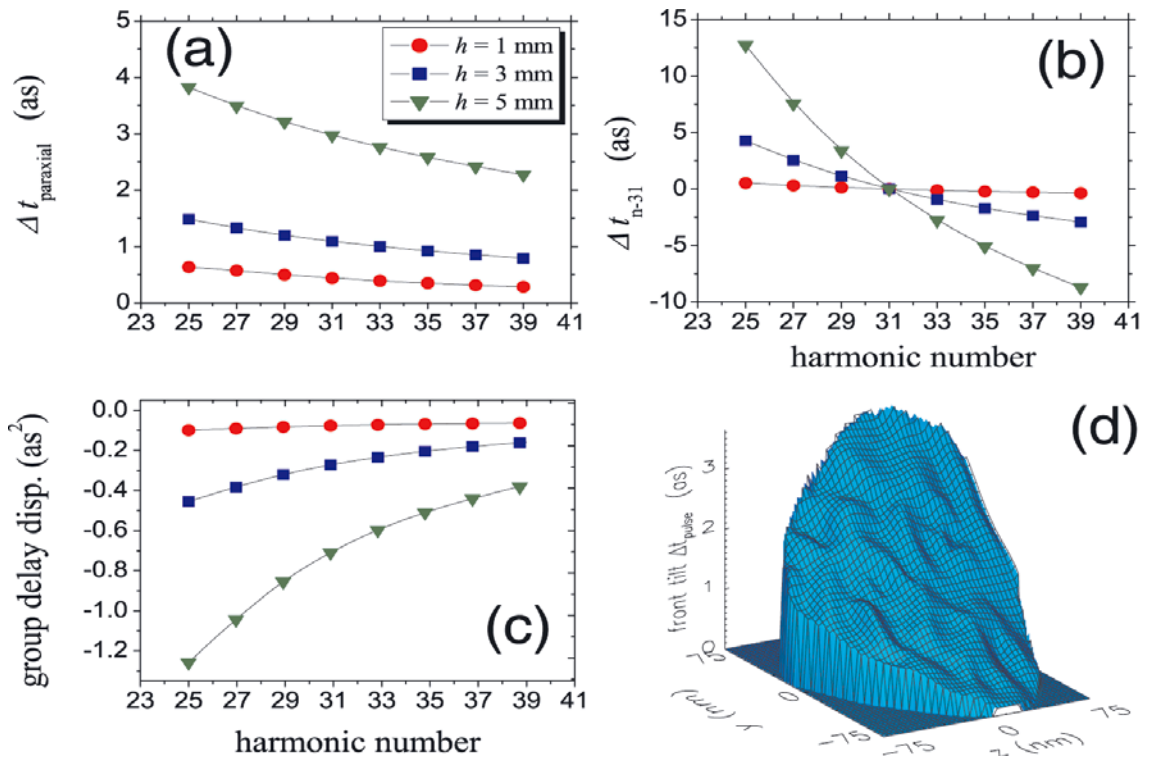 (a)
5
4
3
2
1
0
Δt paraxial (as)
h = 1 mm
h = 3 mm
h = 5 mm
23 25 27 29 31 33 35 37 39 41
(b)
15
10
5
0
-5
-10
Δt n-31 (as)
23 25 27 29 31 33 35 37 39 41
harmonic number
(c)
0.0
-0.2
-0.4
-0.6
-0.8
-1.0
-1.2
group delay disp. (as²)
23 25 27 29 31 33 35 37 39 41
harmonic number
(d)
3
2
1
0
front tilt Δt pulse (as)
75
0
-75
y (nm)
-75
0
75
z (nm)